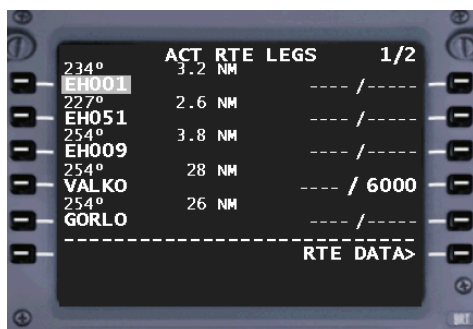 ACT RTE LEGS 1/2
234° 3.2 NM
EH001 ---- /-----
227° 2.6 NM
EH051 ---- /-----
254° 3.8 NM
EH009 ---- /-----
254° 28 NM
VALKO ---- / 6000
254° 26 NM
GORLO ---- /-----
RTE DATA>
BRT